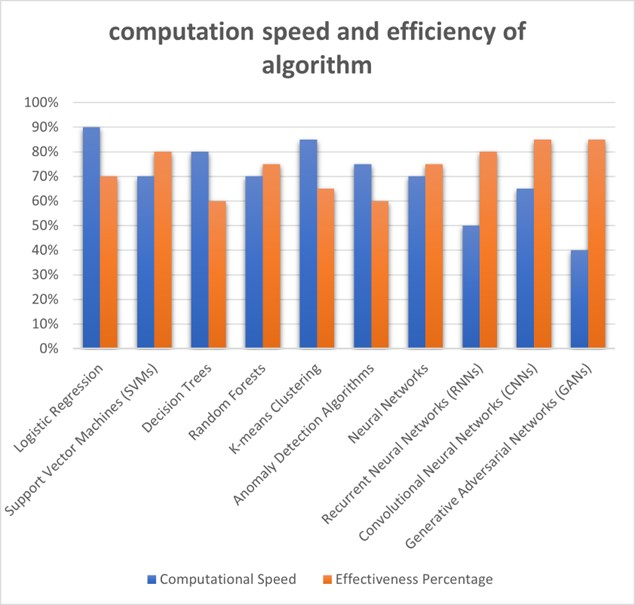 computation speed and efficiency of
algorithm
100%
90%
80%
70%
60%
50%
40%
30%
20%
10%
0%
Logistic Regression
Support Vector Machines (SVMs)
Decision Trees
Random Forests
K-means Clustering
Anomaly Detection Algorithms
Neural Networks
Recurrent Neural Networks (RNNs)
Convolutional Neural Networks (CNNs)
Generative Adversarial Networks (GANs)
Computational Speed
Effectiveness Percentage